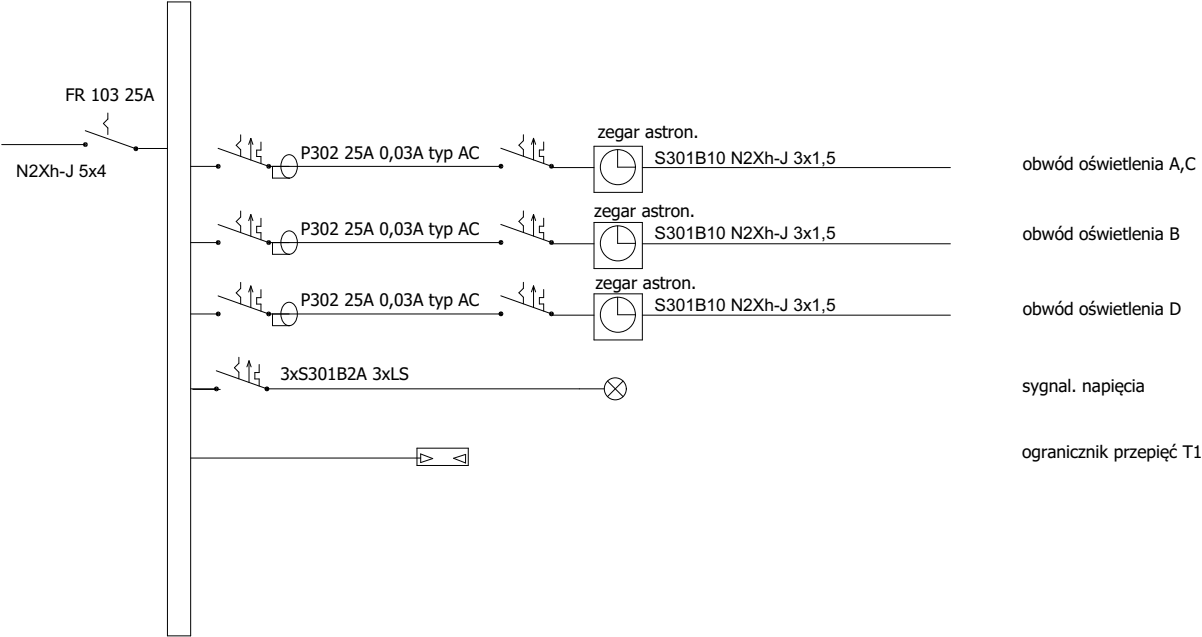 FR 103 25A
N2Xh-J 5x4
zegar astron.
P302 25A 0,03A typ AC
S301B10 N2Xh-J 3x1,5
obwód oświetlenia A,C
zegar astron.
P302 25A 0,03A typ AC
S301B10 N2Xh-J 3x1,5
obwód oświetlenia B
zegar astron.
P302 25A 0,03A typ AC
S301B10 N2Xh-J 3x1,5
obwód oświetlenia D
3xS301B2A 3xLS
sygnal. napięcia
ogranicznik przepięć T1